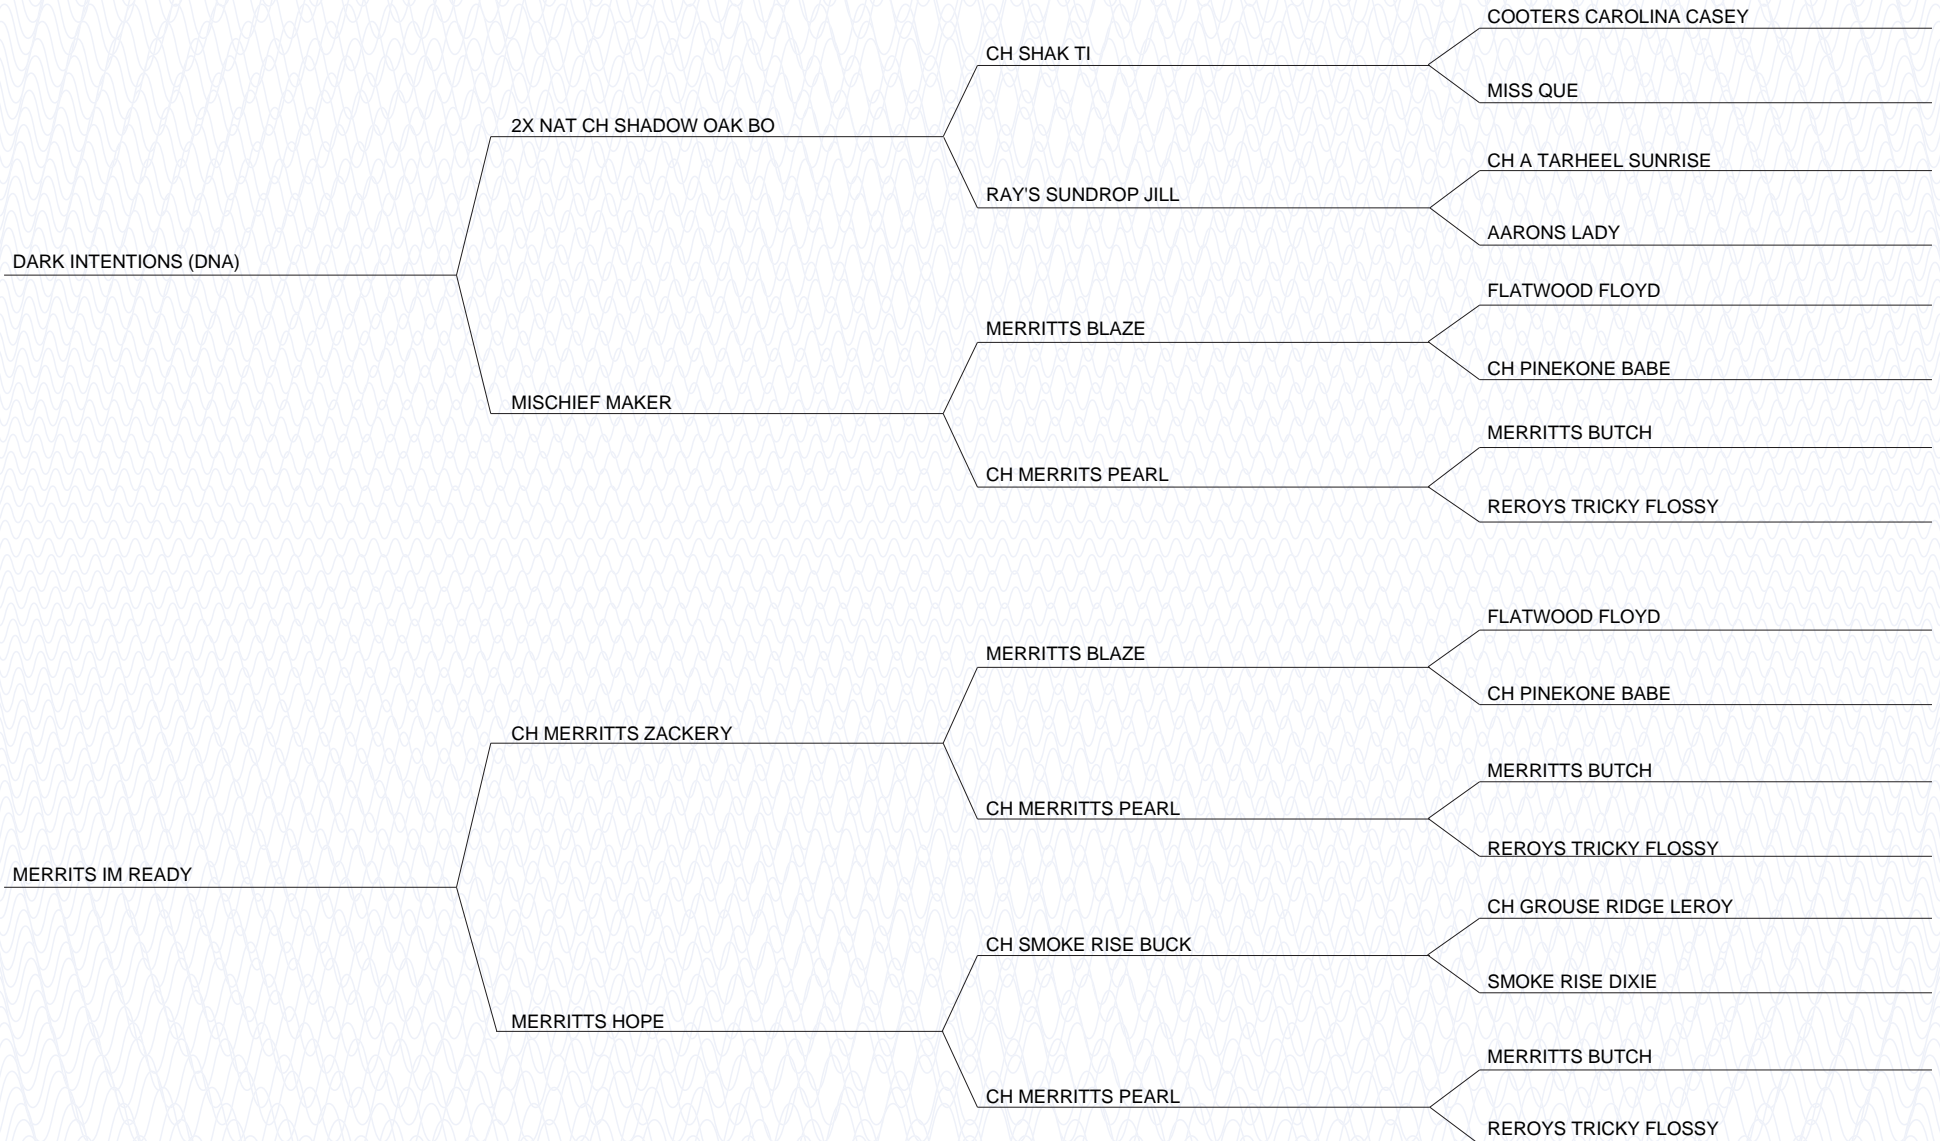 COOTERS CAROLINA CASEY
CH SHAK TI
MISS QUE
2X NAT CH SHADOW OAK BO
CH A TARHEEL SUNRISE
RAY'S SUNDROP JILL
AARONS LADY
DARK INTENTIONS (DNA)
FLATWOOD FLOYD
MERRITTS BLAZE
CH PINEKONE BABE
MISCHIEF MAKER
MERRITTS BUTCH
CH MERRITS PEARL
REROYS TRICKY FLOSSY
FLATWOOD FLOYD
MERRITTS BLAZE
CH PINEKONE BABE
CH MERRITTS ZACKERY
MERRITTS BUTCH
CH MERRITTS PEARL
REROYS TRICKY FLOSSY
MERRITS IM READY
CH GROUSE RIDGE LEROY
CH SMOKE RISE BUCK
SMOKE RISE DIXIE
MERRITTS HOPE
MERRITTS BUTCH
CH MERRITTS PEARL
REROYS TRICKY FLOSSY